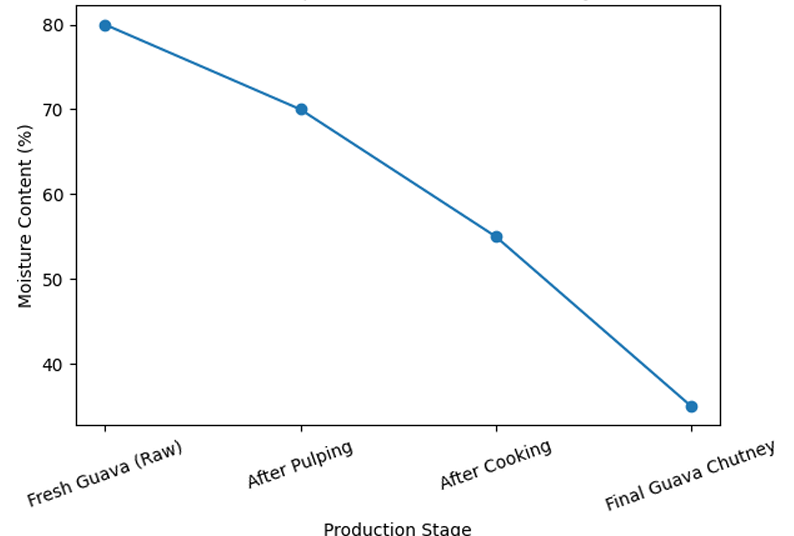 80
70
60
50
40
Moisture Content (%)
Fresh Guava (Raw)
After Pulping
After Cooking
Final Guava Chutney
Production Stage